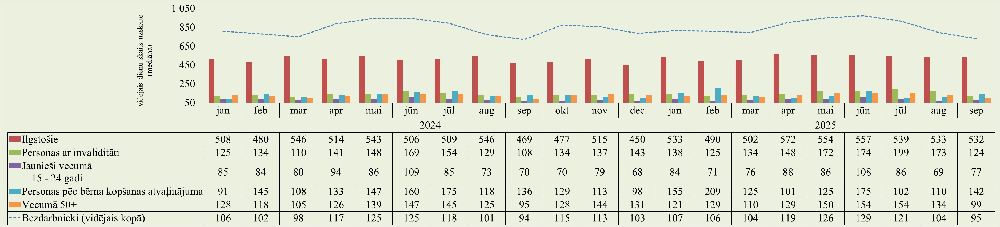 1 050
850
650
450
250
50
vidējais dienu skaits uzskaitē
(mediāna)
jan feb mar apr mai jūn jūl aug sep okt nov dec jan feb mar apr mai jūn jūl aug sep
2024 2025
Ilgstošie 508 480 546 514 543 506 509 546 469 477 515 450 533 490 502 572 554 557 539 533 532
Personas ar invaliditāti 125 134 110 141 148 169 154 129 108 134 137 143 138 125 134 148 172 174 199 173 124
Jaunieši vecumā
15 - 24 gadi 85 84 80 94 86 109 85 73 70 70 79 68 84 71 76 88 86 108 86 69 77
Personas pēc bērna kopšanas atvaļinājuma 91 145 108 133 147 160 175 118 136 129 113 98 155 209 125 101 125 175 102 110 142
Vecumā 50+ 128 118 105 126 139 147 145 125 95 128 144 131 121 129 110 129 150 154 154 134 99
Bezdarbnieki (vidējais kopā) 106 102 98 117 125 125 118 101 94 115 113 103 107 106 104 119 126 129 121 104 95